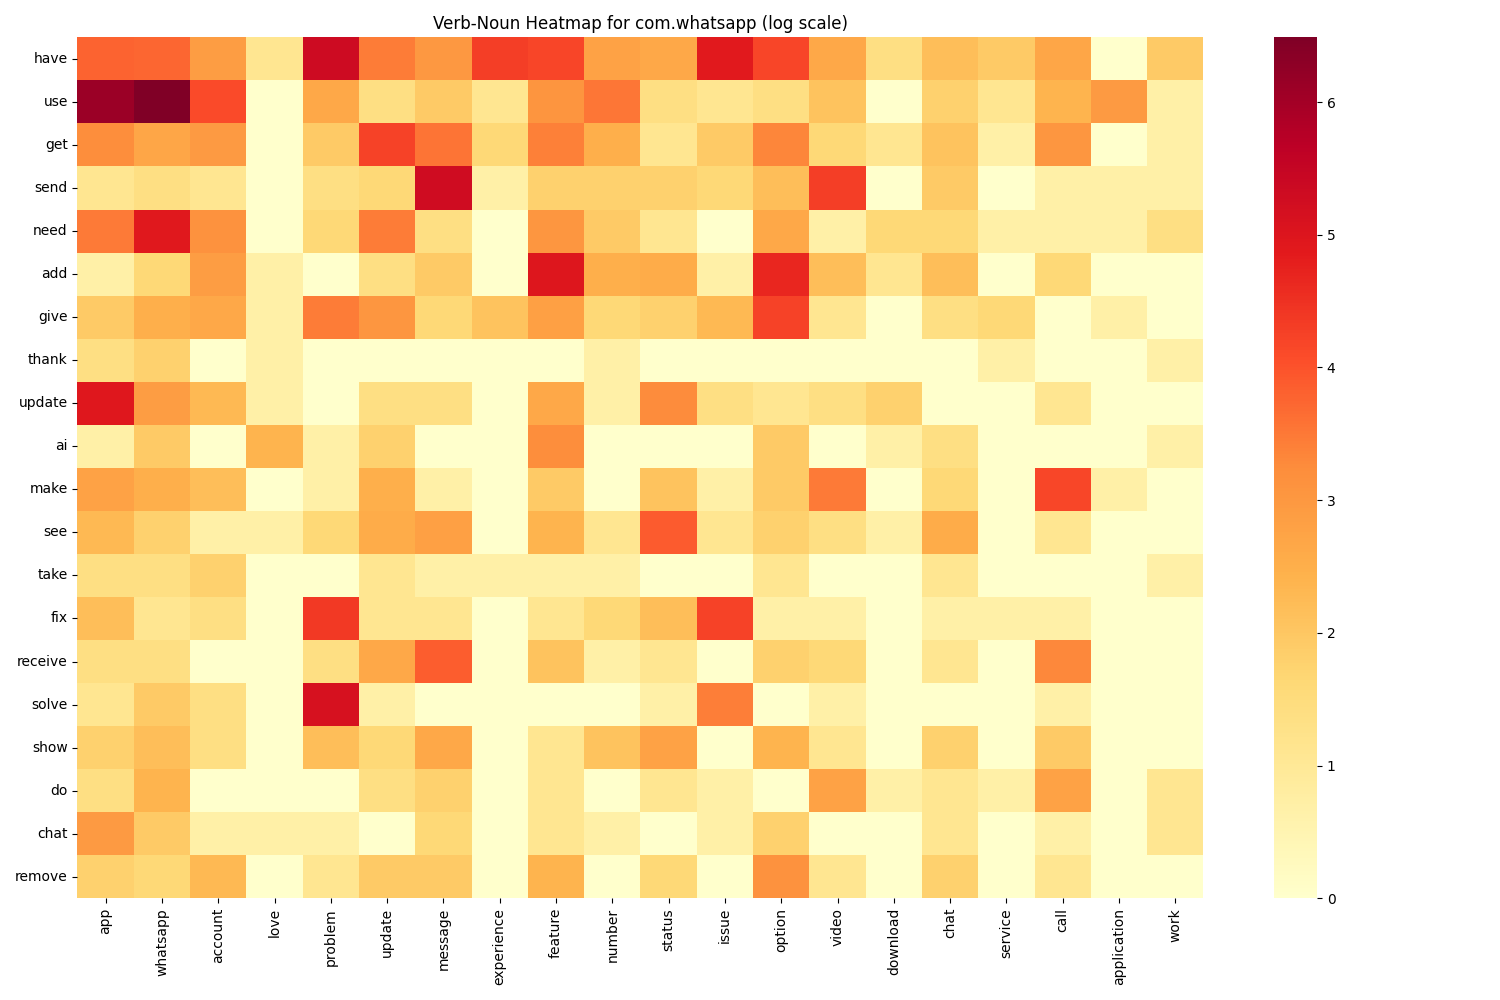 Verb-Noun Heatmap for com.whatsapp (log scale)
have
use
get
send
need
add
give
thank
update
ai
make
see
take
fix
receive
solve
show
do
chat
remove
app
whatsapp
account
love
problem
update
message
experience
feature
number
status
issue
option
video
download
chat
service
call
application
work
6
5
4
3
2
1
0